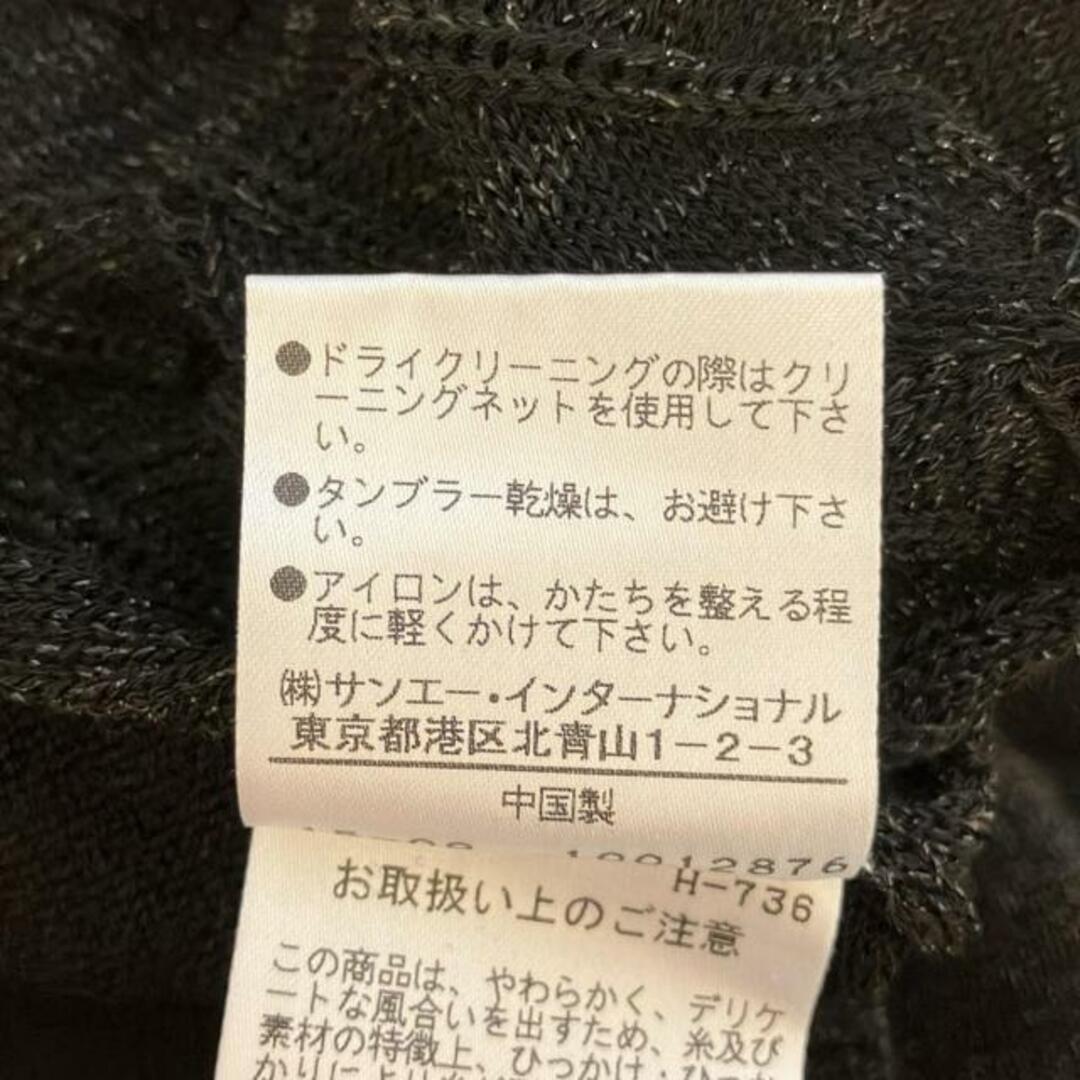 ●ドライクリーニングの際はクリ
ーニングネットを使用して下さ
い。
●タンブラー乾燥は、お避け下さ
い。
●アイロンは、かたちを整える程
度に軽くかけて下さい。
㈱サンエー・インターナショナル
東京都港区北青山1-2-3
中国製
10012876
H-736
お取扱い上のご注意
この商品は、やわらかく、デリケ
ートな風合いを出すため、糸及び
素材の特徴上、ひっかけ・
かりにより